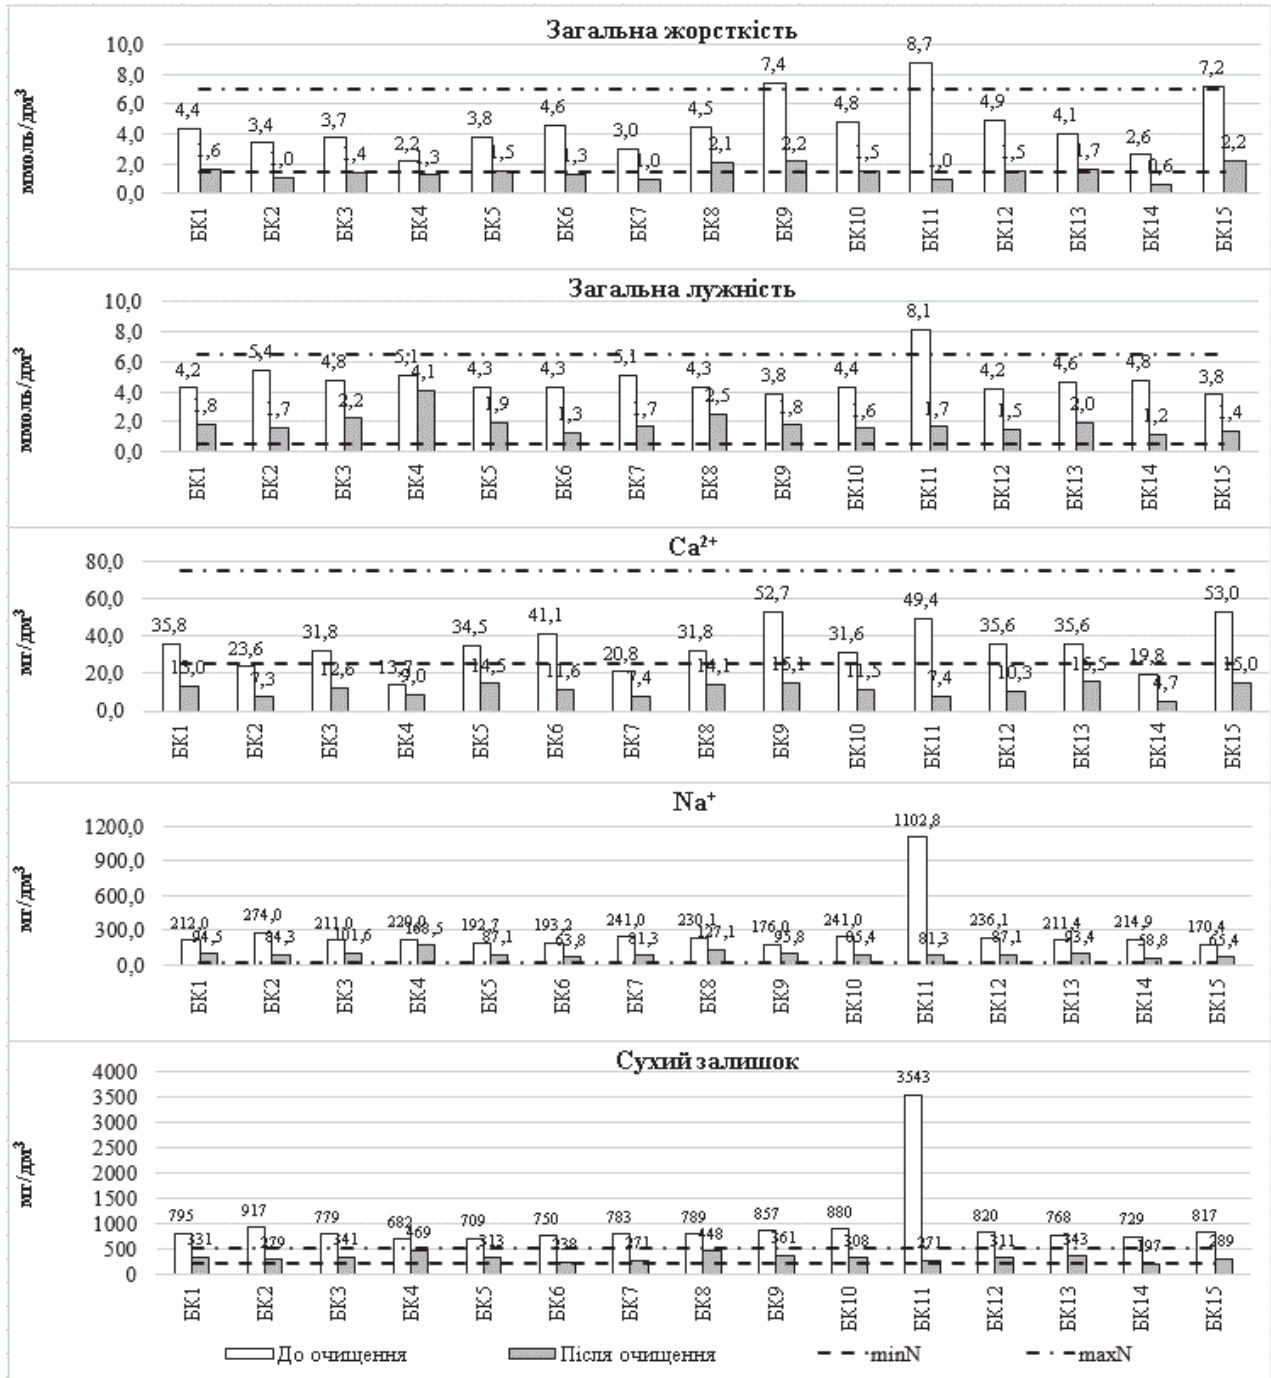 Загальна жорсткість
ммоль/дм³
10,0
8,0
6,0
4,0
2,0
0,0
4,4 3,4 3,7 2,2 3,8 4,6 3,0 4,5 7,4 4,8 8,7 4,9 4,1 2,6 7,2
1,6 1,0 1,4 1,3 1,5 1,3 1,0 2,1 2,2 1,5 1,0 1,5 1,7 0,6 2,2
БК1 БК2 БК3 БК4 БК5 БК6 БК7 БК8 БК9 БК10 БК11 БК12 БК13 БК14 БК15
Загальна лужність
ммоль/дм³
10,0
8,0
6,0
4,0
2,0
0,0
4,2 5,4 4,8 5,1 4,3 4,3 5,1 4,3 3,8 4,4 8,1 4,2 4,6 4,8 3,8
1,8 1,7 2,2 4,1 1,9 1,3 1,7 2,5 1,8 1,6 1,7 1,5 2,0 1,2 1,4
БК1 БК2 БК3 БК4 БК5 БК6 БК7 БК8 БК9 БК10 БК11 БК12 БК13 БК14 БК15
Ca²⁺
мг/дм³
80,0
60,0
40,0
20,0
0,0
35,8 23,6 31,8 13,7 34,5 41,1 20,8 31,8 52,7 31,6 49,4 35,6 35,6 19,8 53,0
13,0 7,3 12,6 9,0 14,5 11,6 7,4 14,1 15,1 11,5 7,4 10,3 15,5 4,7 15,0
БК1 БК2 БК3 БК4 БК5 БК6 БК7 БК8 БК9 БК10 БК11 БК12 БК13 БК14 БК15
Na⁺
мг/дм³
1200,0
900,0
600,0
300,0
0,0
212,0 274,0 211,0 220,0 192,7 193,2 241,0 230,1 176,0 241,0 1102,8 236,1 211,4 214,9 170,4
94,5 84,3 101,6 168,5 87,1 63,8 81,3 127,1 95,8 85,4 81,3 87,1 93,4 58,8 65,4
БК1 БК2 БК3 БК4 БК5 БК6 БК7 БК8 БК9 БК10 БК11 БК12 БК13 БК14 БК15
Сухий залишок
мг/дм³
4000
3500
3000
2500
2000
1500
1000
500
0
795 917 779 682 709 750 783 789 857 880 3543 820 768 729 817
331 279 341 469 313 238 271 448 361 308 271 311 343 197 289
БК1 БК2 БК3 БК4 БК5 БК6 БК7 БК8 БК9 БК10 БК11 БК12 БК13 БК14 БК15
До очищення Після очищення minN maxN